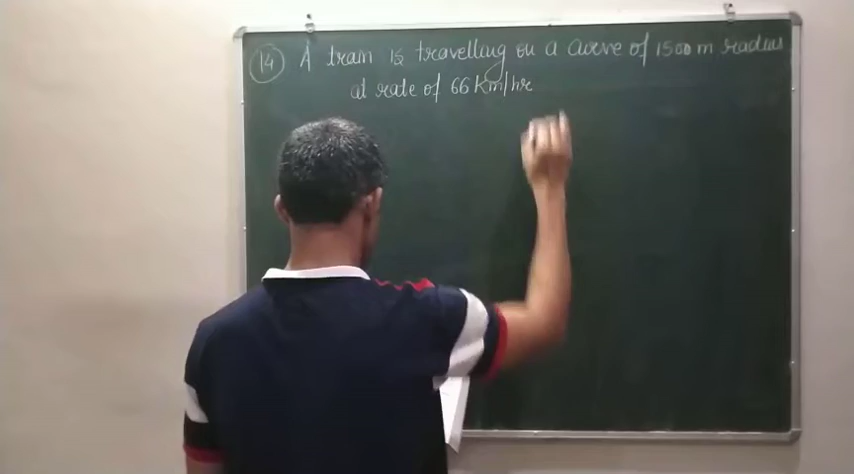 14 A train is travelling on a curve of 1500 m radius
at rate of 66 Km/hr